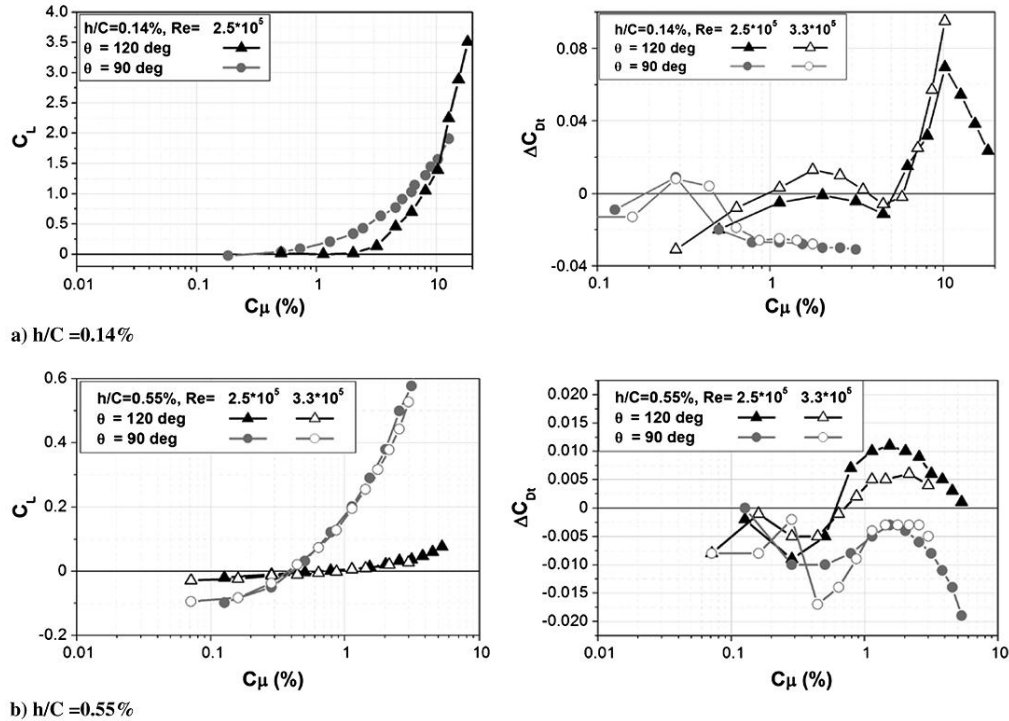 h/C=0.14%, Re= 2.5*10⁵
θ = 120 deg
θ = 90 deg
4.0
3.5
3.0
2.5
2.0
1.5
1.0
0.5
0
C_L
0.01
0.1
1
10
Cμ (%)
h/C=0.14%, Re= 2.5*10⁵ 3.3*10⁵
θ = 120 deg
θ = 90 deg
0.08
0.04
0
-0.04
ΔC_Dt
0.1
1
10
Cμ (%)
a) h/C =0.14%
h/C=0.55%, Re= 2.5*10⁵ 3.3*10⁵
θ = 120 deg
θ = 90 deg
0.6
0.4
0.2
0
-0.2
C_L
0.01
0.1
1
10
Cμ (%)
h/C=0.55%, Re= 2.5*10⁵ 3.3*10⁵
θ = 120 deg
θ = 90 deg
0.020
0.015
0.010
0.005
0
-0.005
-0.010
-0.015
-0.020
ΔC_Dt
0.01
0.1
1
10
Cμ (%)
b) h/C =0.55%